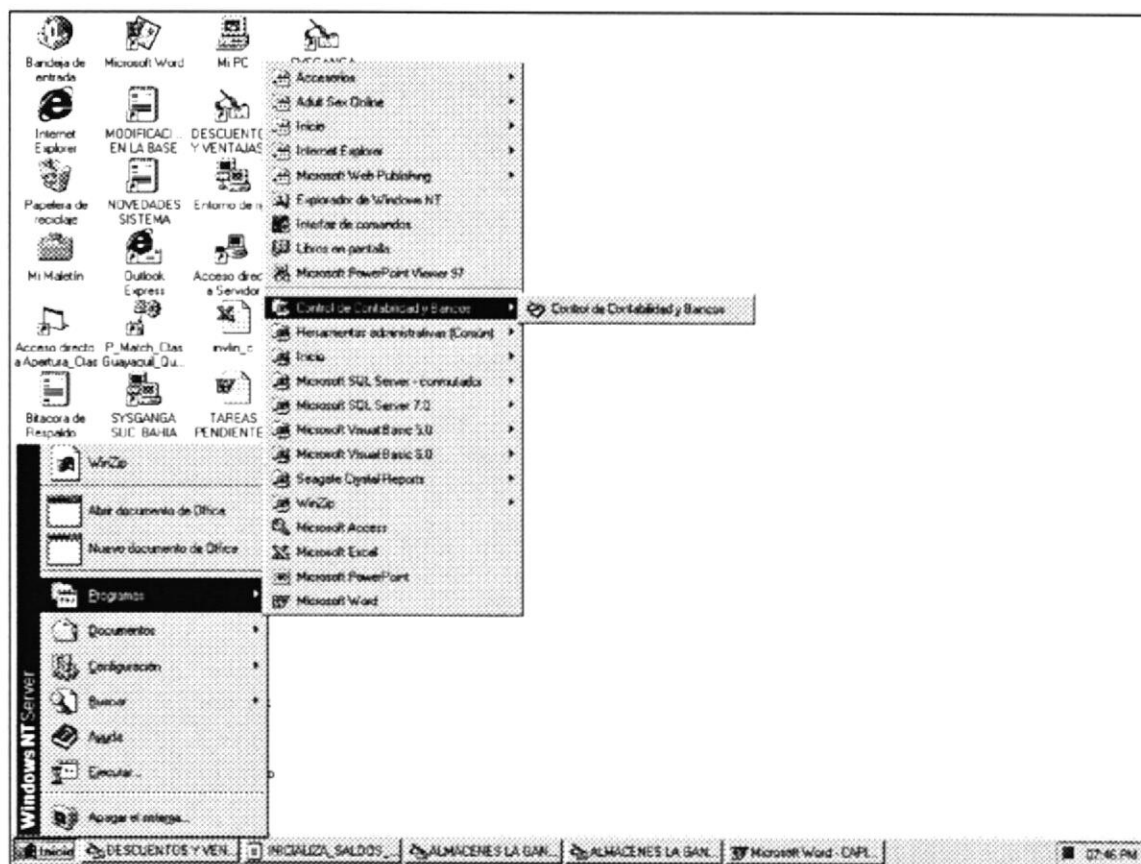 Bandeja de entrada
Microsoft Word
Mi PC
Internet Explorer
MODIFICACI... EN LA BASE
DESCUENTO Y VENTAJAS
Papelera de reciclaje
NOVEDADES SISTEMA
Entorno de
Mi Maletín
Outlook Express
Acceso direc a Servidor
Acceso directo a Apertura_Clas
P_Match_Clas Guayaquil_Qu...
invlin_c
Bitacora de Respaldo
SYSGANGA SUC BAHIA
TAREAS PENDIENTE
Accesorios
Adult Sex Online
Inicio
Internet Explorer
Microsoft Web Publishing
Explorador de Windows NT
Interfaz de comandos
Libros en pantalla
Microsoft PowerPoint Viewer 97
Control de Contabilidad y Bancos
Control de Contabilidad y Bancos
Herramientas administrativas (Común)
Inicio
Microsoft SQL Server - conmutador
Microsoft SQL Server 7.0
Microsoft Visual Basic 5.0
Microsoft Visual Basic 6.0
Seagate Crystal Reports
WinZip
Microsoft Access
Microsoft Excel
Microsoft PowerPoint
Microsoft Word
WinZip
Abrir documento de Office
Nuevo documento de Office
Programas
Documentos
Configuración
Buscar
Ayuda
Ejecutar...
Apagar el sistema...
Windows NT Server
Inicio
DESCUENTOS Y VEN...
INICIALIZA_SALDOS_...
ALMACENES LA GAN...
ALMACENES LA GAN...
Microsoft Word - CAPI...
07:46 PM